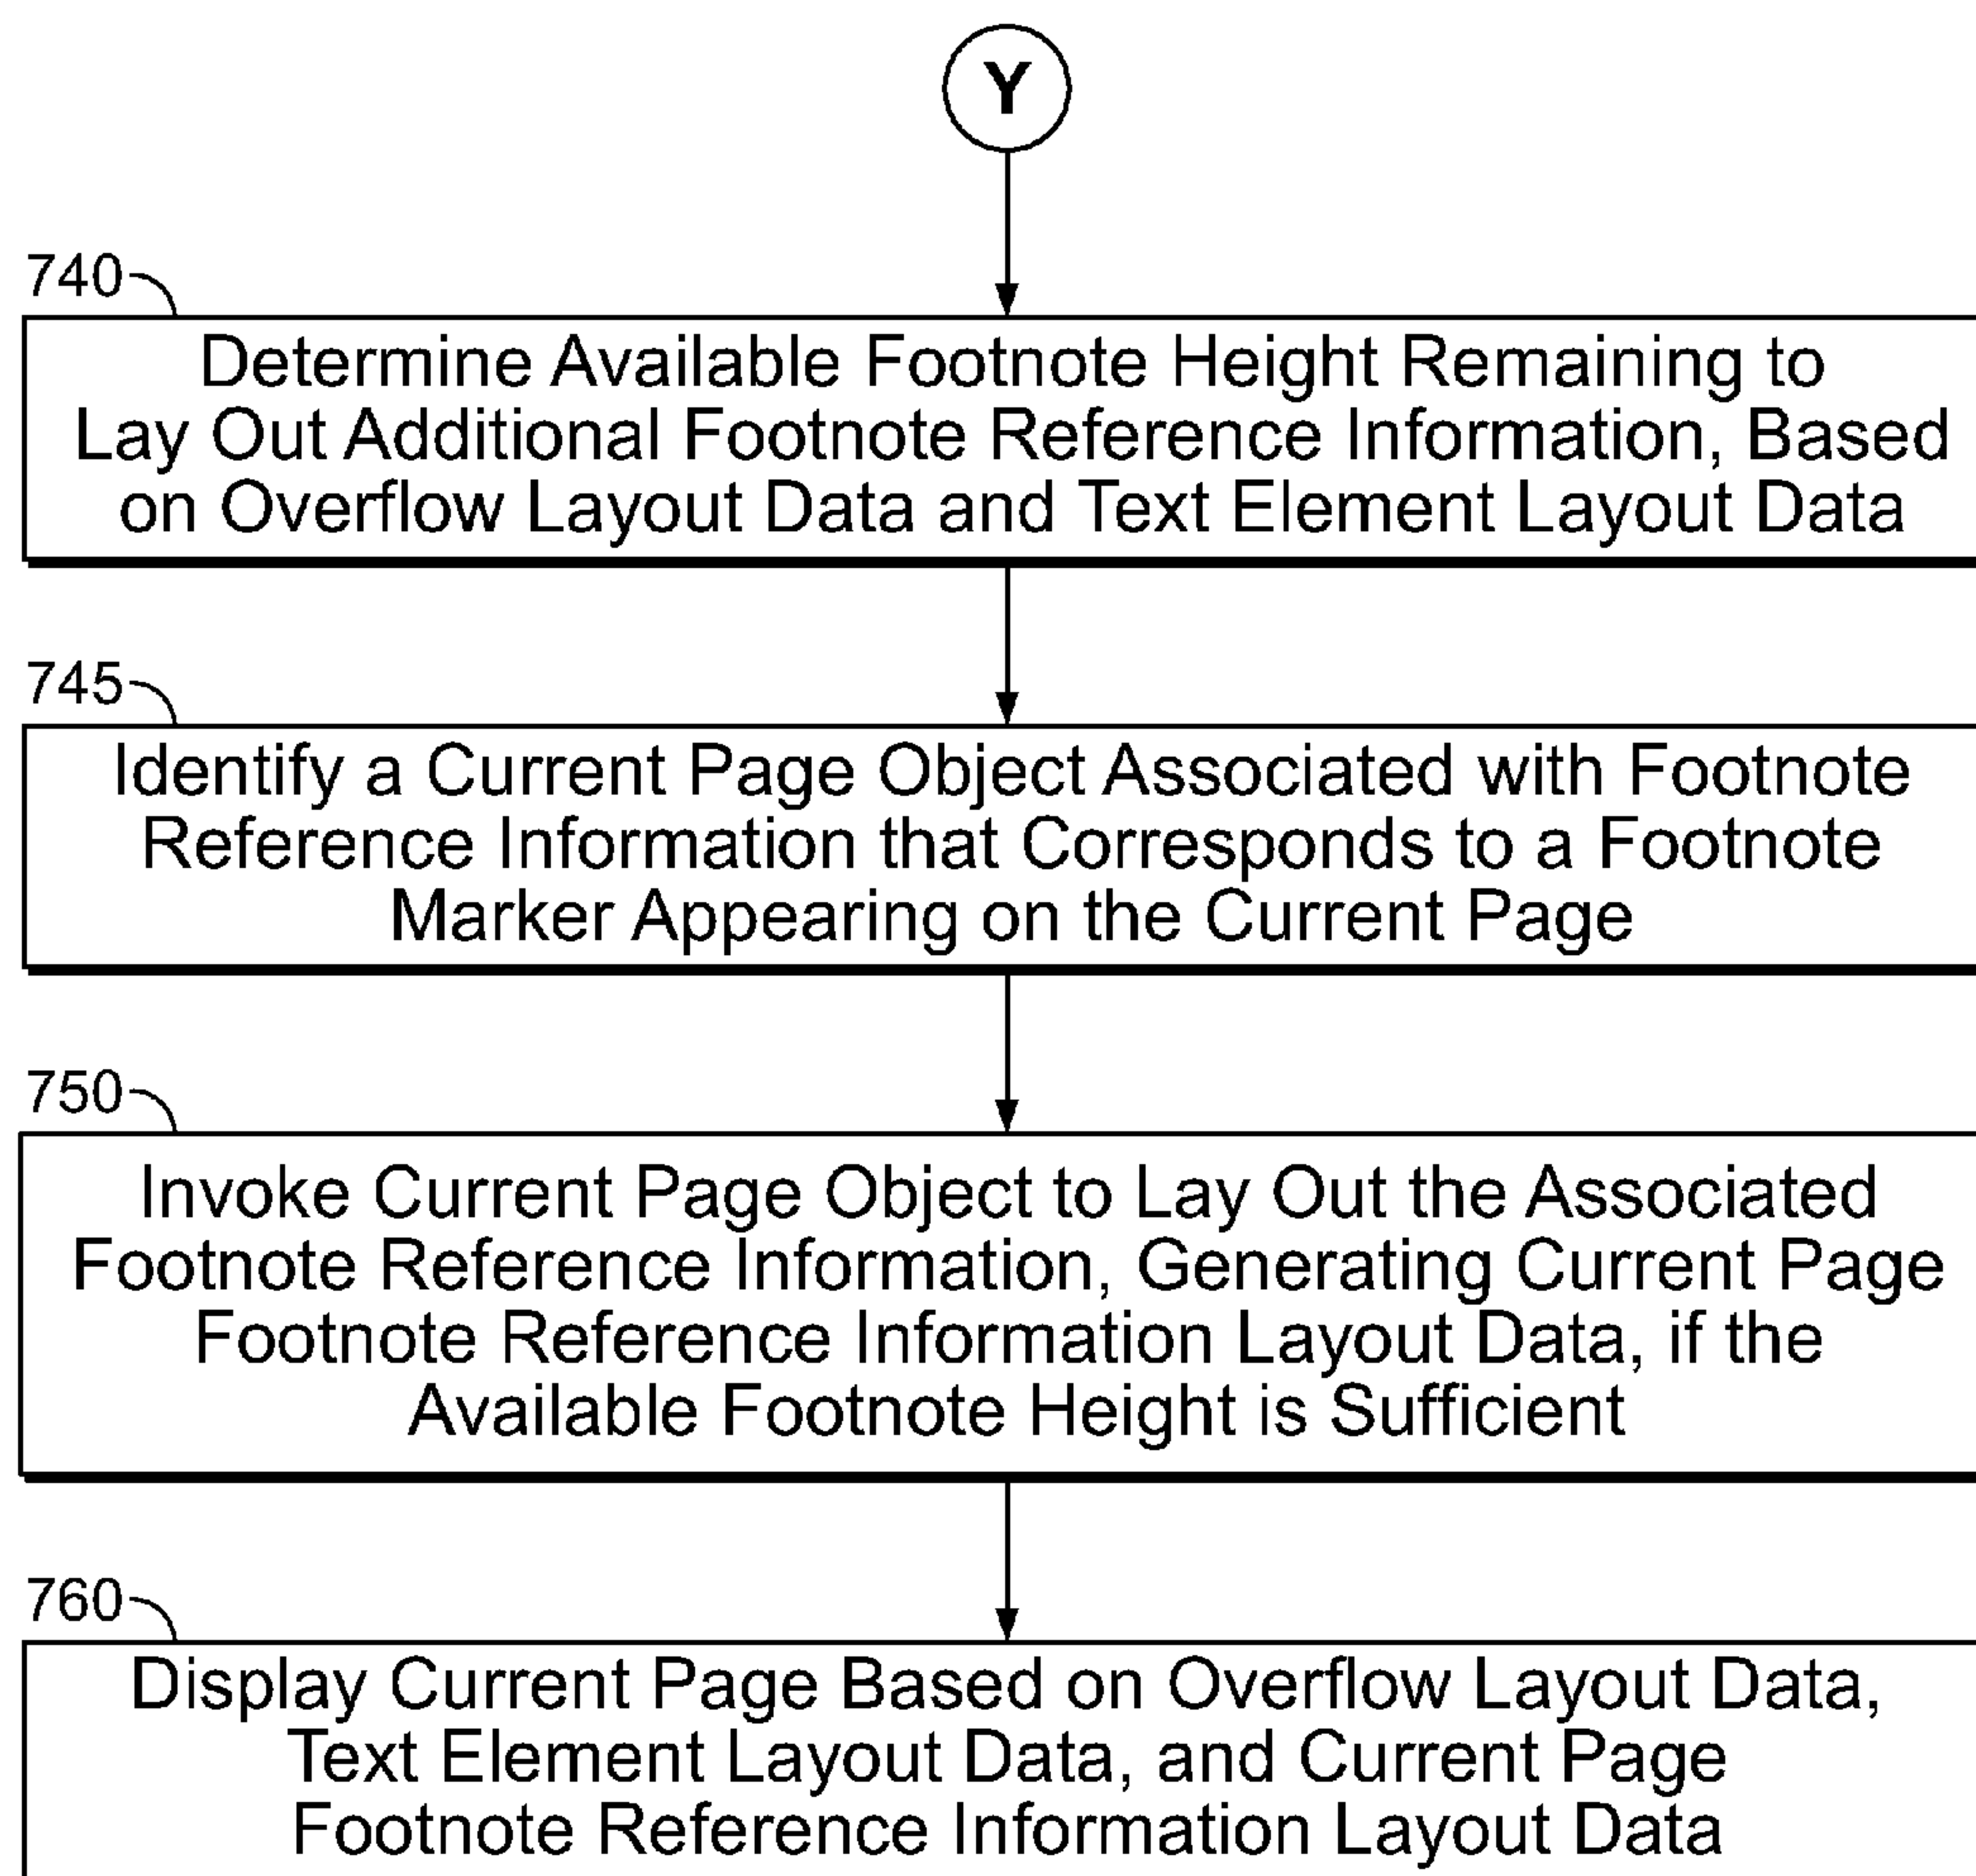 Y
740
Determine Available Footnote Height Remaining to
Lay Out Additional Footnote Reference Information, Based
on Overflow Layout Data and Text Element Layout Data
745
Identify a Current Page Object Associated with Footnote
Reference Information that Corresponds to a Footnote
Marker Appearing on the Current Page
750
Invoke Current Page Object to Lay Out the Associated
Footnote Reference Information, Generating Current Page
Footnote Reference Information Layout Data, if the
Available Footnote Height is Sufficient
760
Display Current Page Based on Overflow Layout Data,
Text Element Layout Data, and Current Page
Footnote Reference Information Layout Data